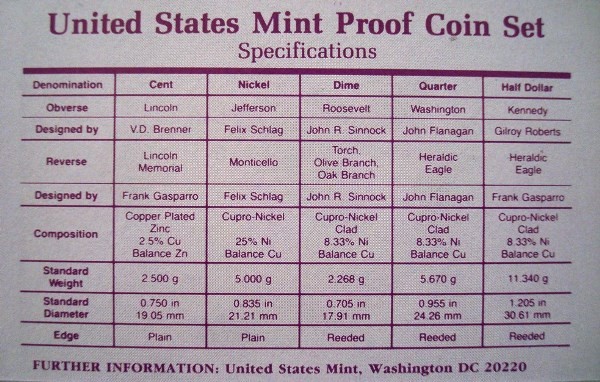 United States Mint Proof Coin Set
Specifications
Denomination Cent Nickel Dime Quarter Half Dollar
Obverse Lincoln Jefferson Roosevelt Washington Kennedy
Designed by V.D. Brenner Felix Schlag John R. Sinnock John Flanagan Gilroy Roberts
Reverse Lincoln Memorial Monticello Torch, Olive Branch, Oak Branch Heraldic Eagle Heraldic Eagle
Designed by Frank Gasparro Felix Schlag John R. Sinnock John Flanagan Frank Gasparro
Composition Copper Plated Zinc 2.5% Cu Balance Zn Cupro-Nickel 25% Ni Balance Cu Cupro-Nickel Clad 8.33% Ni Balance Cu Cupro-Nickel Clad 8.33% Ni Balance Cu Cupro-Nickel Clad 8.33% Ni Balance Cu
Standard Weight 2.500 g 5.000 g 2.268 g 5.670 g 11.340 g
Standard Diameter 0.750 in 19.05 mm 0.835 in 21.21 mm 0.705 in 17.91 mm 0.955 in 24.26 mm 1.205 in 30.61 mm
Edge Plain Plain Reeded Reeded Reeded
FURTHER INFORMATION: United States Mint, Washington DC 20220